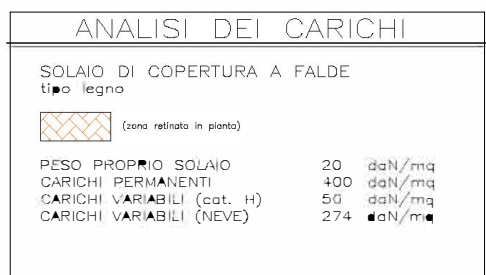 ANALISI DEI CARICHI
SOLAIO DI COPERTURA A FALDE
tipo legno
(zona retinata in pianta)
PESO PROPRIO SOLAIO 20 daN/mq
CARICHI PERMANENTI 400 daN/mq
CARICHI VARIABILI (cat. H) 50 daN/mq
CARICHI VARIABILI (NEVE) 274 daN/mq